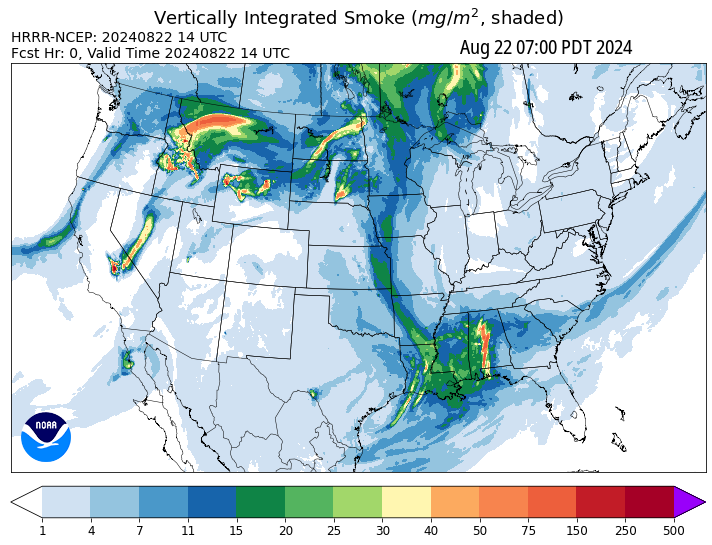 Vertically Integrated Smoke (mg/m², shaded)
HRRR-NCEP: 20240822 14 UTC
Fcst Hr: 0, Valid Time 20240822 14 UTC
Aug 22 07:00 PDT 2024
NOAA
1 4 7 11 15 20 25 30 40 50 75 150 250 500